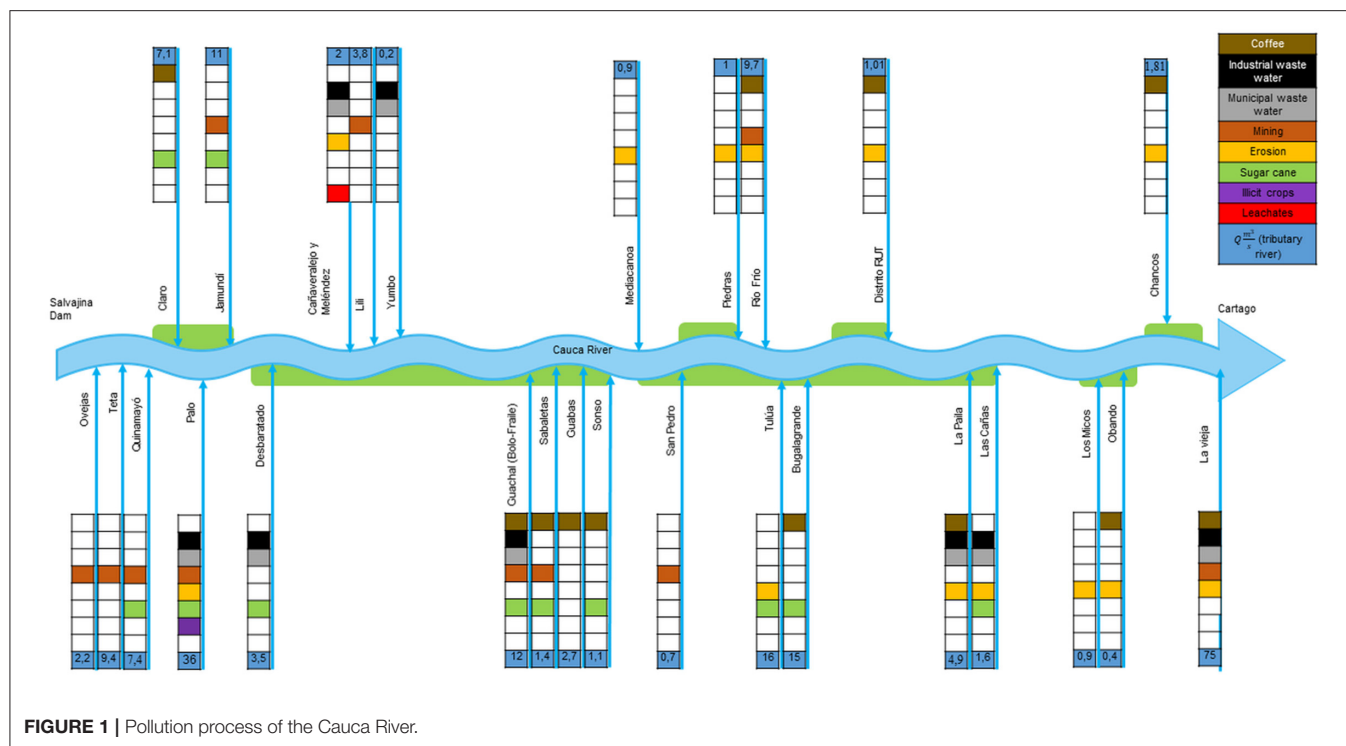 7,1
11
2
3,8
0,2
0,9
1
9,7
1,01
1,81
Coffee
Industrial waste
water
Municipal waste
water
Mining
Erosion
Sugar cane
Illicit crops
Leachates
Q m³/s (tributary
river)
Salvajina
Dam
Claro
Jamundí
Cañaveralejo y
Meléndez
Lili
Yumbo
Mediacanoa
Piedras
Río Frío
Distrito RUT
Chancos
Cartago
Cauca River
Ovejas
Teta
Quinamayó
Palo
Desbaratado
Guachal (Bolo-Fraile)
Sabaletas
Guabas
Sonso
San Pedro
Tulúa
Bugalagrande
La Paila
Las Cañas
Los Micos
Obando
La vieja
2,2
9,4
7,4
36
3,5
12
1,4
2,7
1,1
0,7
16
15
4,9
1,6
0,9
0,4
75
FIGURE 1 | Pollution process of the Cauca River.